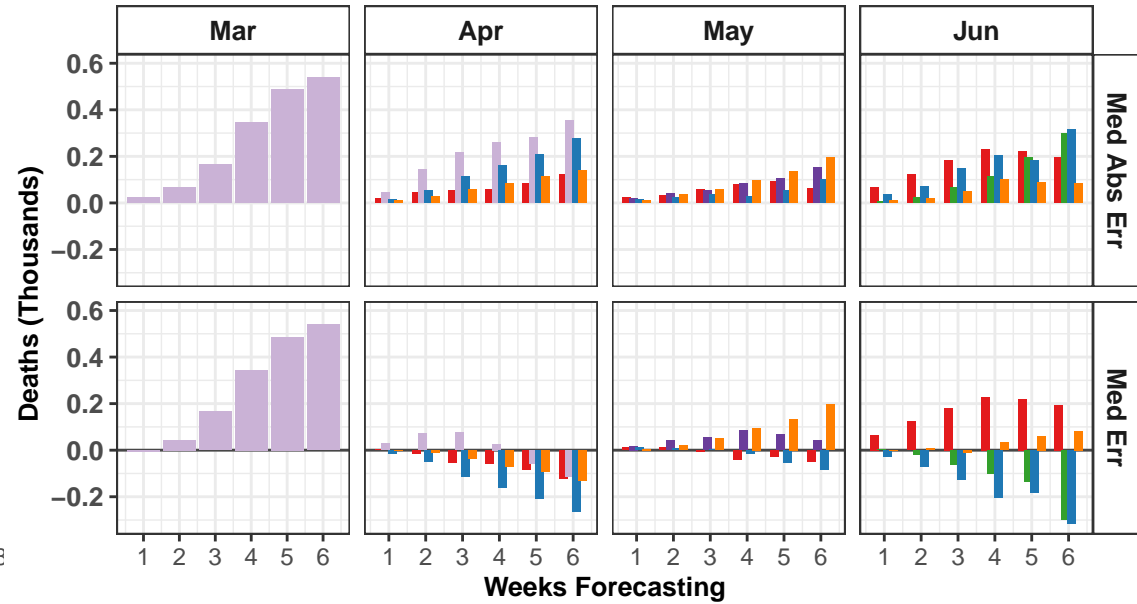 Mar Apr May Jun
0.6
0.4
0.2
0.0
−0.2
Med Abs Err
0.6
0.4
0.2
0.0
−0.2
Med Err
Deaths (Thousands)
1 2 3 4 5 6 1 2 3 4 5 6 1 2 3 4 5 6 1 2 3 4 5 6
Weeks Forecasting